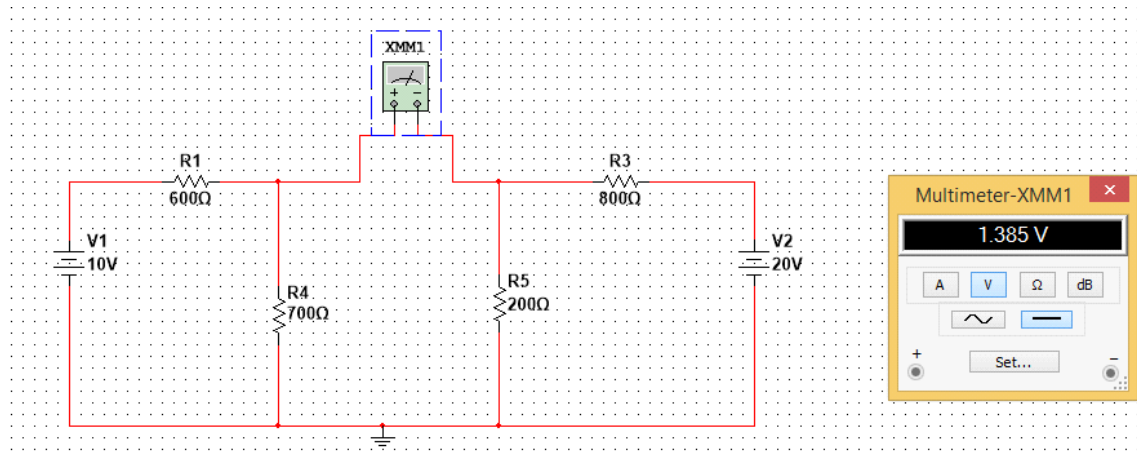 XMM1
+ −
R1
600Ω
R3
800Ω
V1
10V
R4
700Ω
R5
200Ω
V2
20V
Multimeter-XMM1
×
1.385 V
A V Ω dB
+ Set... −